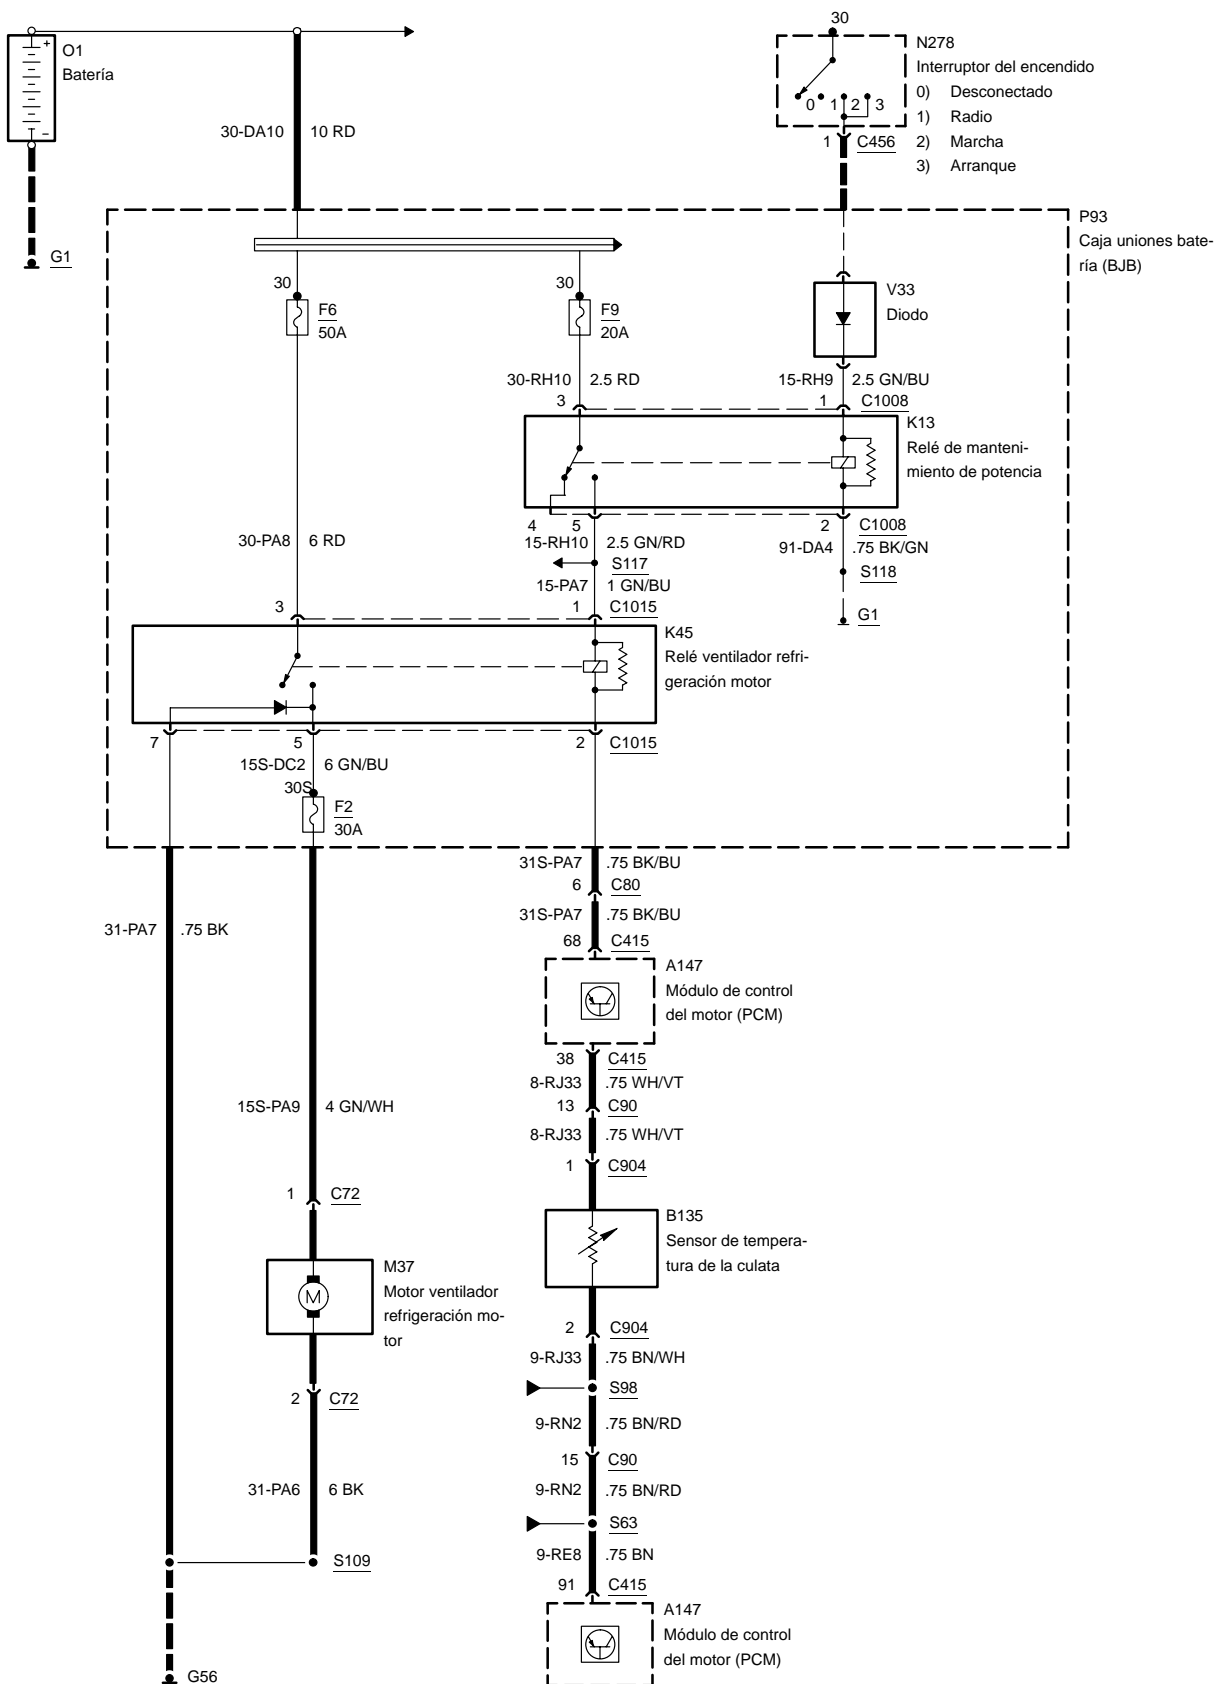 30
O1
Batería
+
−
N278
Interruptor del encendido
0) Desconectado
1) Radio
2) Marcha
3) Arranque
0 1 2 3
30-DA10 10 RD
1 C456
G1
P93
Caja uniones bate-
ría (BJB)
30
F6
50A
30
F9
20A
V33
Diodo
30-RH10 2.5 RD
15-RH9 2.5 GN/BU
3 1 C1008
K13
Relé de manteni-
miento de potencia
4 5 2 C1008
30-PA8 6 RD
15-RH10 2.5 GN/RD
91-DA4 .75 BK/GN
S117
S118
15-PA7 1 GN/BU
G1
3 1 C1015
K45
Relé ventilador refri-
geración motor
7 5 2 C1015
15S-DC2 6 GN/BU
30S
F2
30A
31S-PA7 .75 BK/BU
6 C80
31S-PA7 .75 BK/BU
31-PA7 .75 BK
68 C415
A147
Módulo de control
del motor (PCM)
38 C415
8-RJ33 .75 WH/VT
15S-PA9 4 GN/WH
13 C90
8-RJ33 .75 WH/VT
1 C904
1 C72
B135
Sensor de tempera-
tura de la culata
M37
Motor ventilador
refrigeración mo-
tor
M
2 C904
9-RJ33 .75 BN/WH
S98
2 C72
9-RN2 .75 BN/RD
15 C90
31-PA6 6 BK
9-RN2 .75 BN/RD
S63
9-RE8 .75 BN
S109
91 C415
A147
Módulo de control
del motor (PCM)
G56